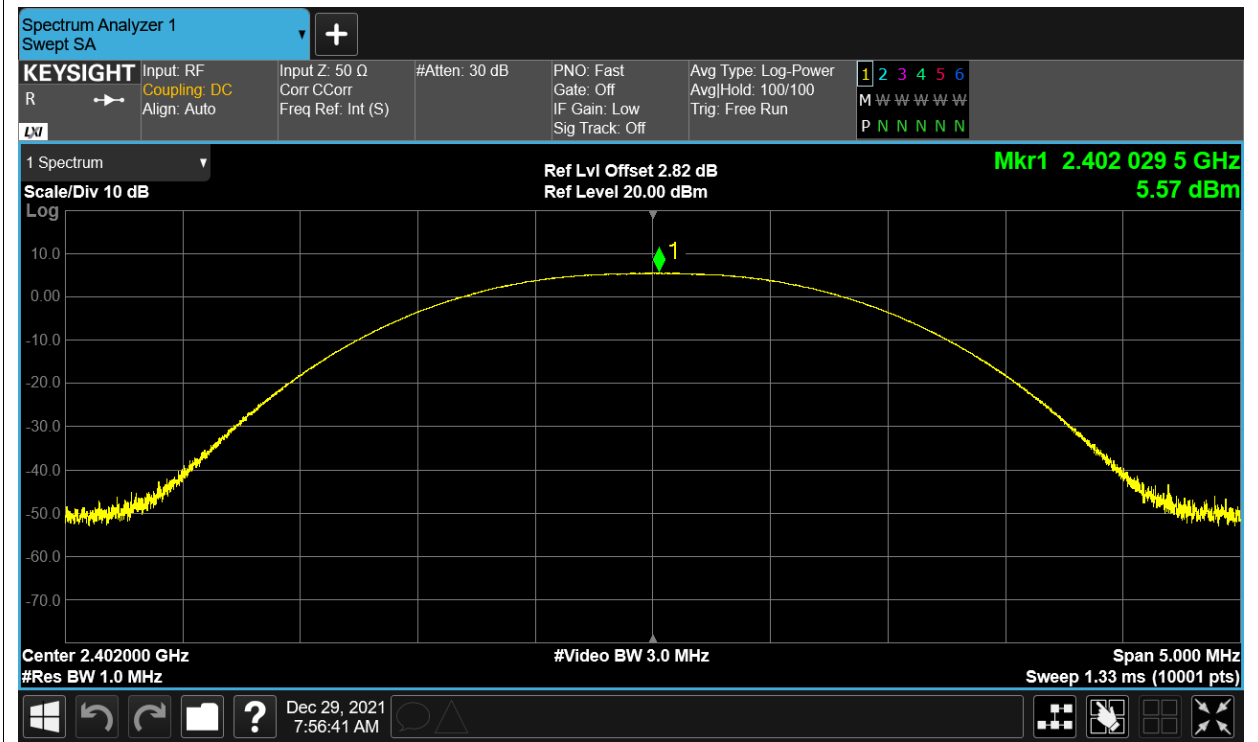 Spectrum Analyzer 1
Swept SA
+
KEYSIGHT
R
LXI
Input: RF
Coupling: DC
Align: Auto
Input Z: 50 Ω
Corr CCorr
Freq Ref: Int (S)
#Atten: 30 dB
PNO: Fast
Gate: Off
IF Gain: Low
Sig Track: Off
Avg Type: Log-Power
Avg|Hold: 100/100
Trig: Free Run
1 2 3 4 5 6
M W W W W W
P N N N N N
1 Spectrum
Scale/Div 10 dB
Log
Ref Lvl Offset 2.82 dB
Ref Level 20.00 dBm
Mkr1 2.402 029 5 GHz
5.57 dBm
1
10.0
0.00
-10.0
-20.0
-30.0
-40.0
-50.0
-60.0
-70.0
Center 2.402000 GHz
#Res BW 1.0 MHz
#Video BW 3.0 MHz
Span 5.000 MHz
Sweep 1.33 ms (10001 pts)
?
Dec 29, 2021
7:56:41 AM